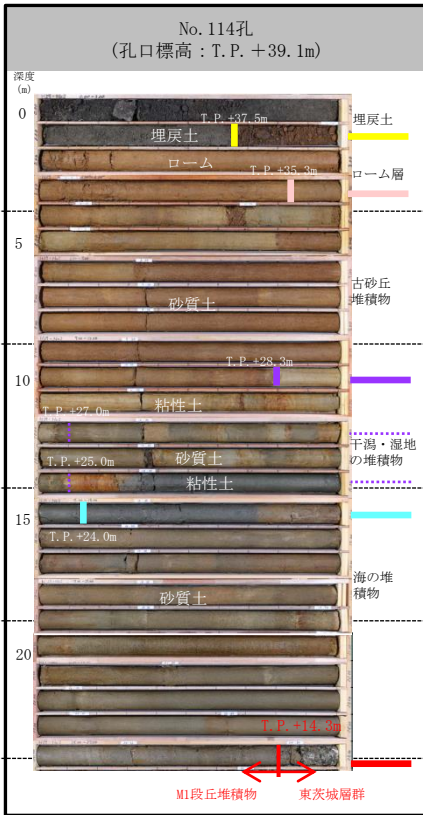 No.114孔
(孔口標高：T.P.＋39.1m)
深度
(m)
0
T.P.+37.5m
埋戻土
埋戻土
ローム
T.P.+35.3m
ローム層
5
古砂丘
堆積物
砂質土
T.P.+28.3m
10
粘性土
T.P.+27.0m
干潟・湿地
の堆積物
砂質土
T.P.+25.0m
粘性土
15
T.P.+24.0m
海の堆
積物
砂質土
20
T.P.+14.3m
M1段丘堆積物
東茨城層群